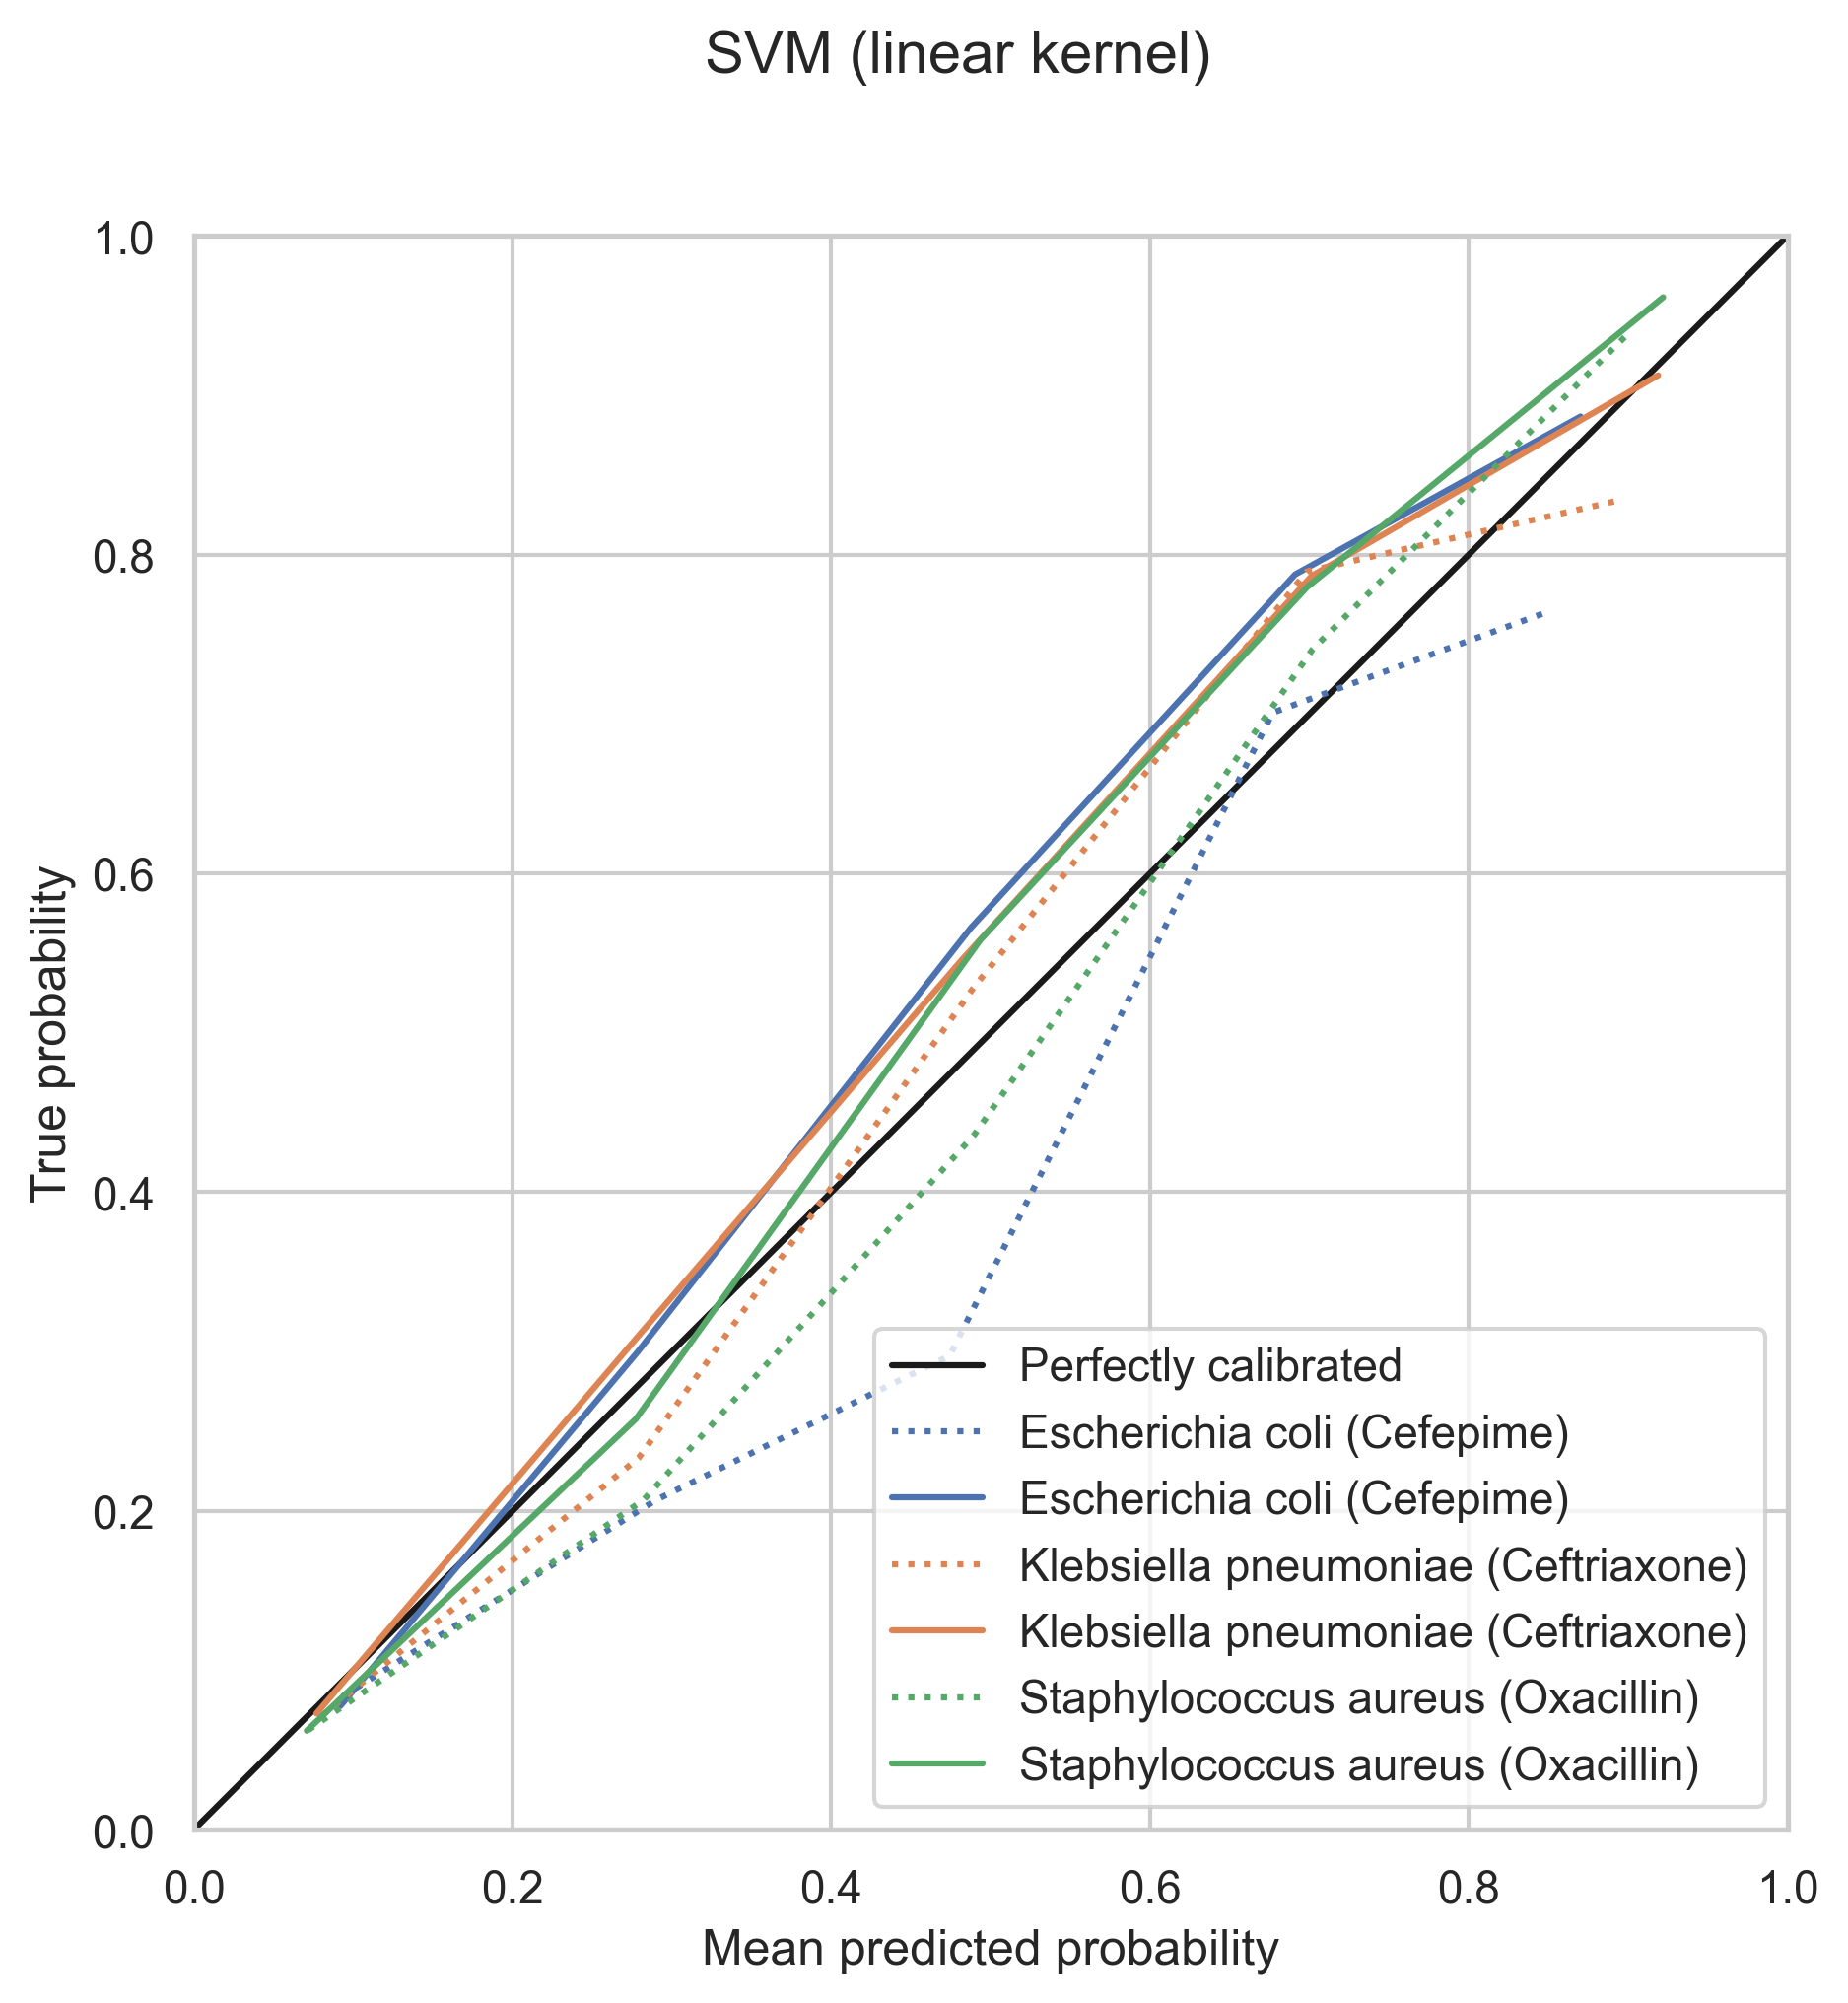 SVM (linear kernel)
1.0
0.8
0.6
0.4
0.2
0.0
True probability
Perfectly calibrated
Escherichia coli (Cefepime)
Escherichia coli (Cefepime)
Klebsiella pneumoniae (Ceftriaxone)
Klebsiella pneumoniae (Ceftriaxone)
Staphylococcus aureus (Oxacillin)
Staphylococcus aureus (Oxacillin)
0.0 0.2 0.4 0.6 0.8 1.0
Mean predicted probability